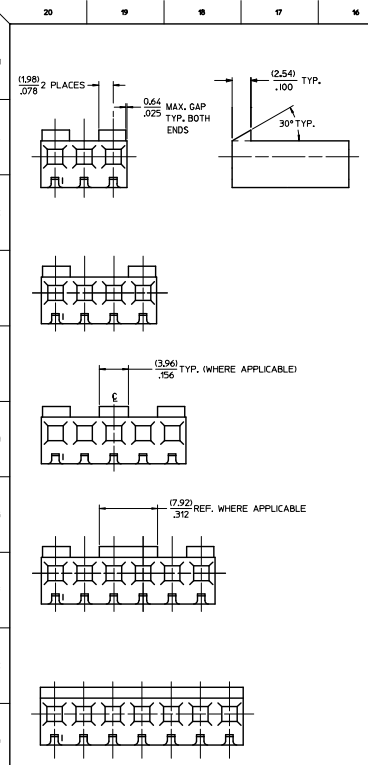 20 19 18 17 16
(1.98)
.078 2 PLACES
0.64
.025 MAX. GAP
TYP. BOTH
ENDS
(2.54)
.100 TYP.
30° TYP.
(3.96)
.156 TYP. (WHERE APPLICABLE)
℄
(7.92)
.312 REF. WHERE APPLICABLE